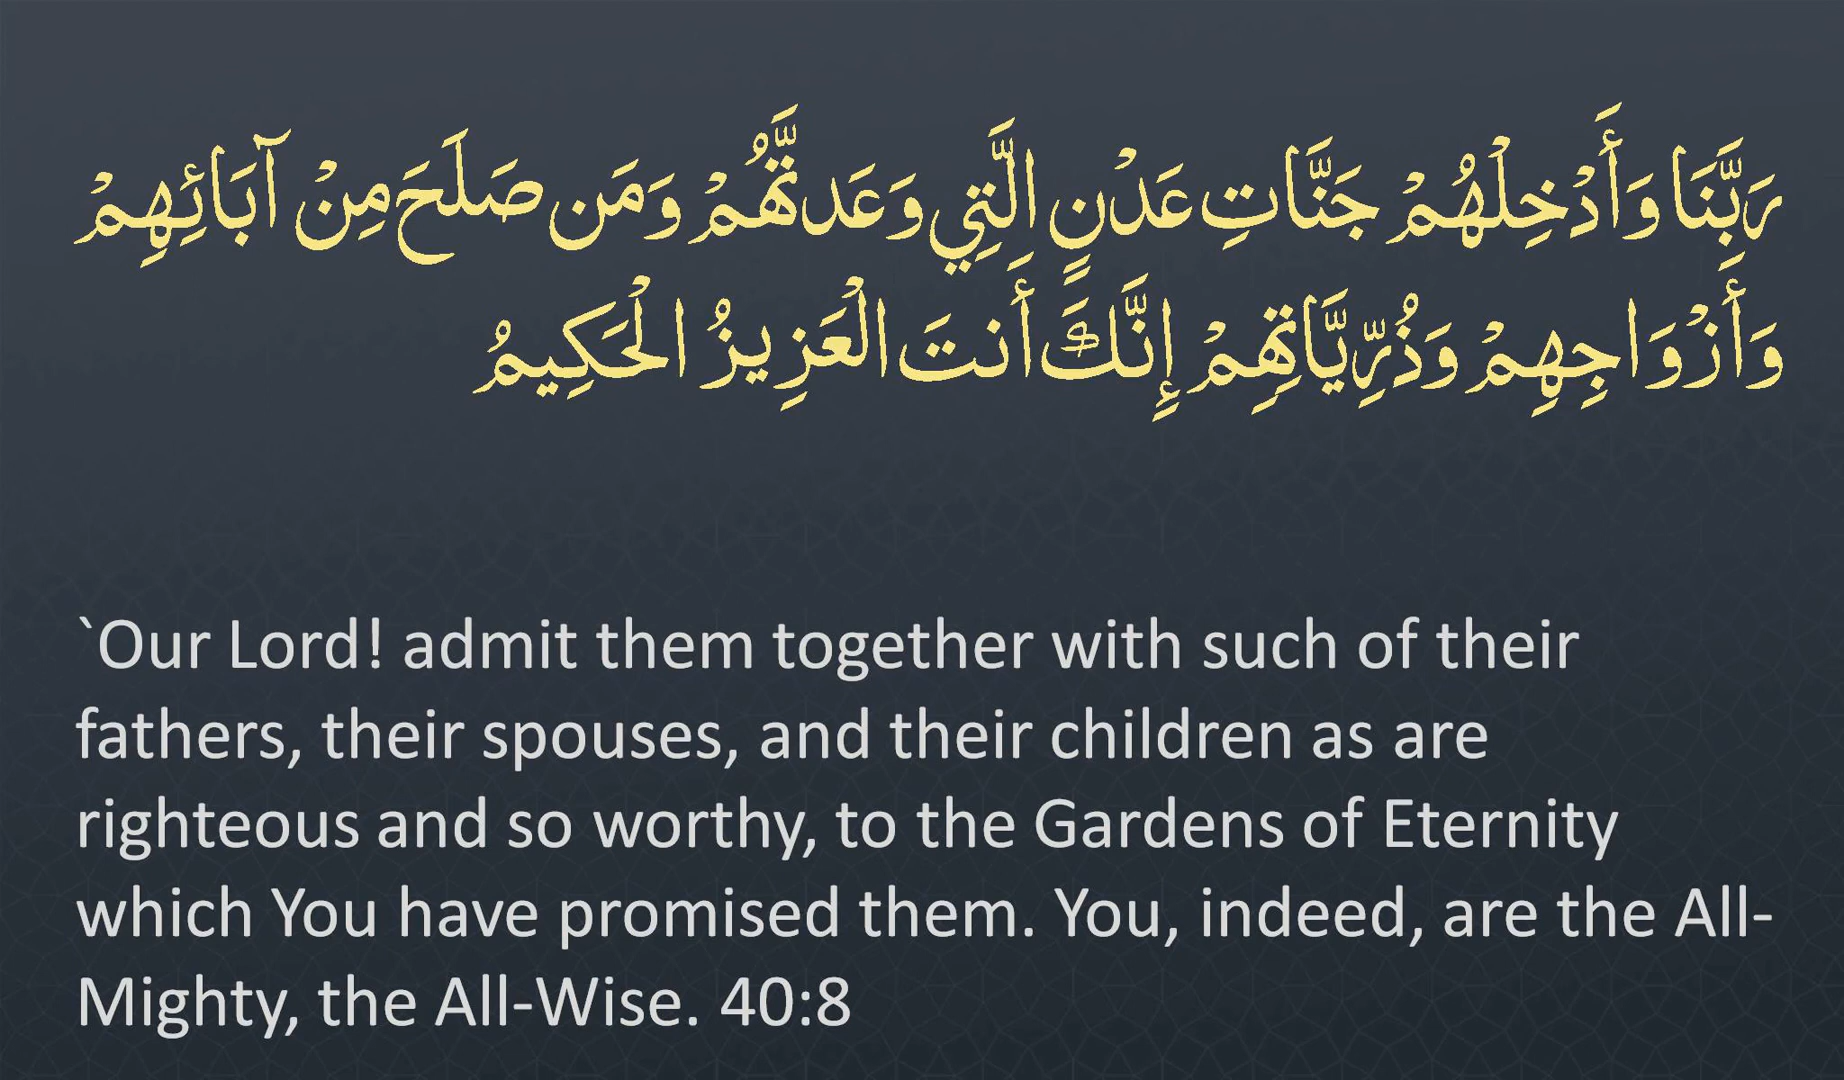 رَبَّنَا وَأَدْخِلْهُمْ جَنَّاتِ عَدْنٍ الَّتِي وَعَدتَّهُمْ وَمَن صَلَحَ مِنْ آبَائِهِمْ
وَأَزْوَاجِهِمْ وَذُرِّيَّاتِهِمْ إِنَّكَ أَنتَ الْعَزِيزُ الْحَكِيمُ
`Our Lord! admit them together with such of their
fathers, their spouses, and their children as are
righteous and so worthy, to the Gardens of Eternity
which You have promised them. You, indeed, are the All-
Mighty, the All-Wise. 40:8